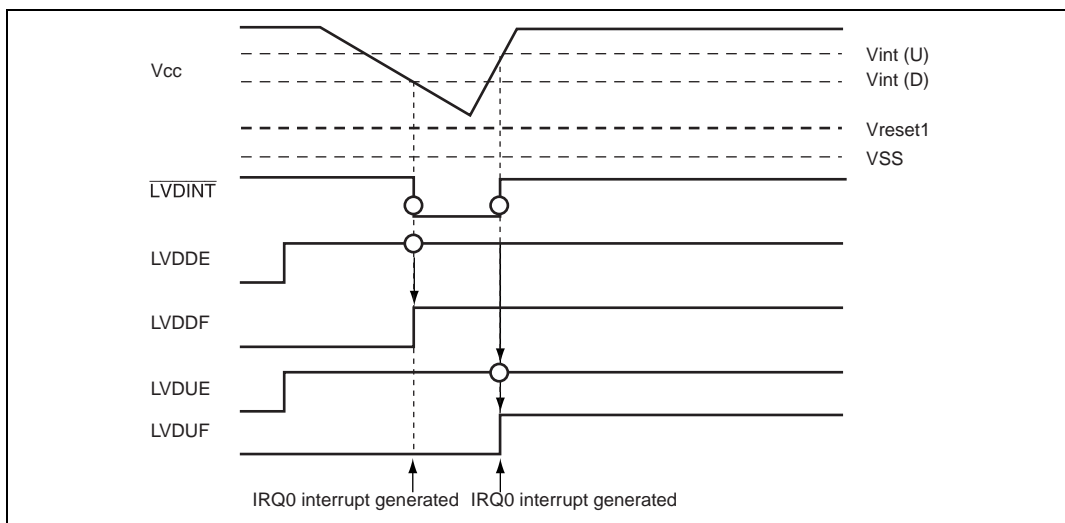 Vcc
Vint (U)
Vint (D)
Vreset1
VSS
LVDINT
LVDDE
LVDDF
LVDUE
LVDUF
IRQ0 interrupt generated IRQ0 interrupt generated